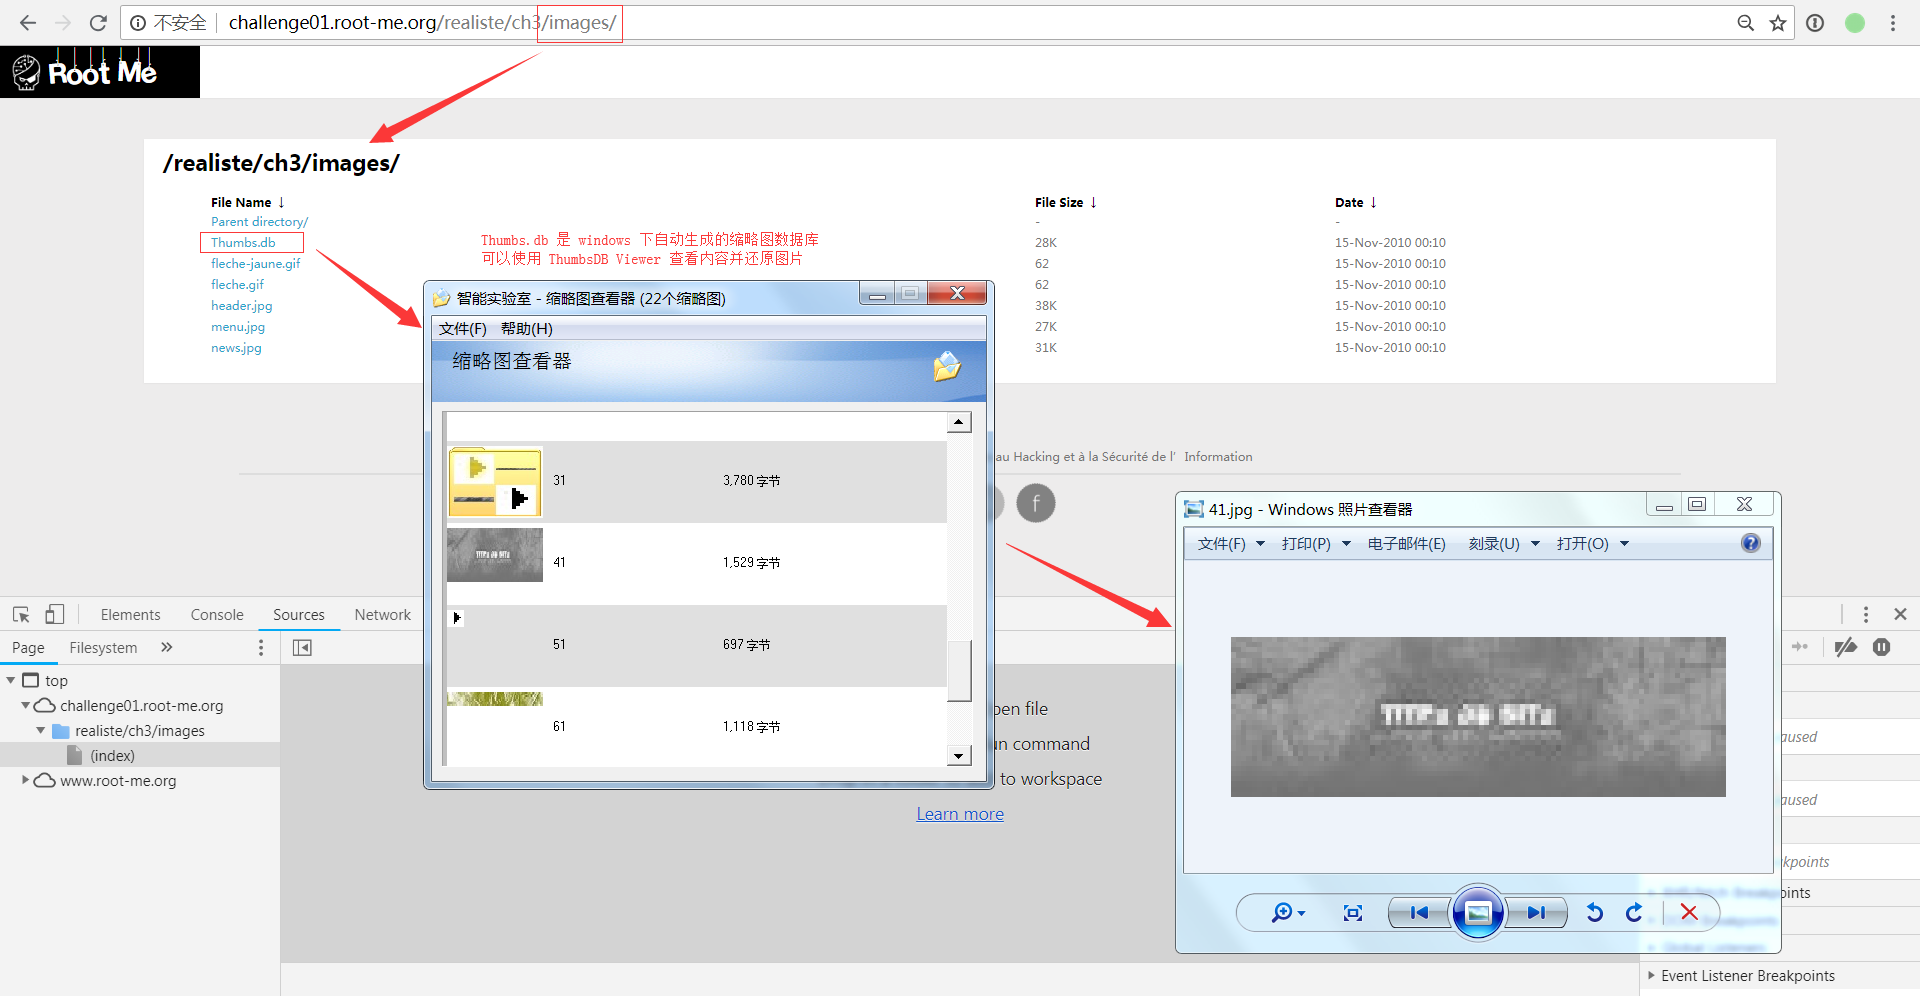 不安全 challenge01.root-me.org/realiste/ch3/images/
Root Me
/realiste/ch3/images/
File Name ↓ File Size ↓ Date ↓
Parent directory/ - -
Thumbs.db 28K 15-Nov-2010 00:10
fleche-jaune.gif 62 15-Nov-2010 00:10
fleche.gif 62 15-Nov-2010 00:10
header.jpg 38K 15-Nov-2010 00:10
menu.jpg 27K 15-Nov-2010 00:10
news.jpg 31K 15-Nov-2010 00:10
Thumbs.db 是 windows 下自动生成的缩略图数据库
可以使用 ThumbsDB Viewer 查看内容并还原图片
智能实验室 - 缩略图查看器 (22个缩略图)
文件(F) 帮助(H)
缩略图查看器
31 3,780 字节
41 1,529 字节
51 697 字节
61 1,118 字节
au Hacking et à la Sécurité de l' Information
f
41.jpg - Windows 照片查看器
文件(F) 打印(P) 电子邮件(E) 刻录(U) 打开(O)
Elements Console Sources Network
Page Filesystem
top
challenge01.root-me.org
realiste/ch3/images
(index)
www.root-me.org
pen file
un command
to workspace
Learn more
aused
aused
kpoints
Event Listener Breakpoints